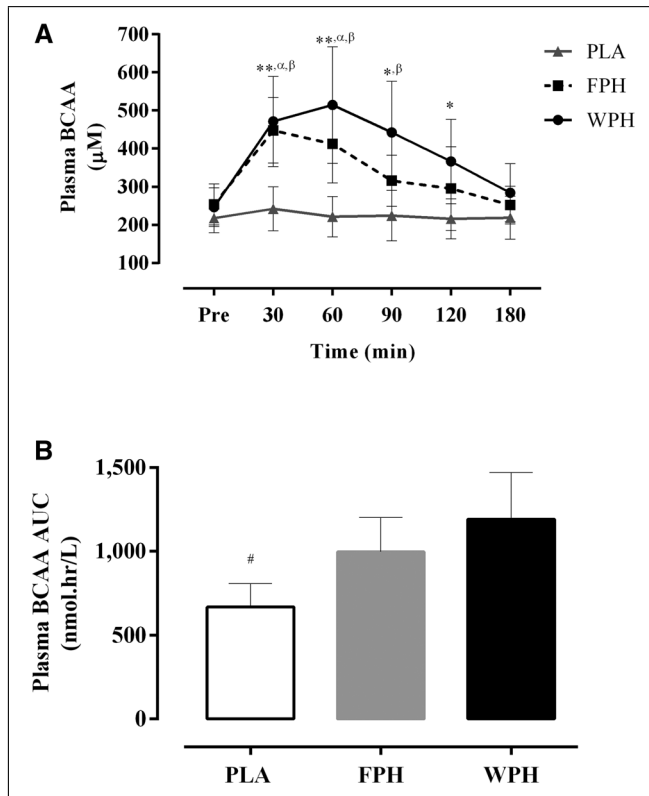 A
700
600
500
400
300
200
100
Plasma BCAA
(μM)
**,α,β
**,α,β
*,β
*
PLA
FPH
WPH
Pre 30 60 90 120 180
Time (min)
B
1,500
1,000
500
0
Plasma BCAA AUC
(nmol.hr/L)
#
PLA FPH WPH